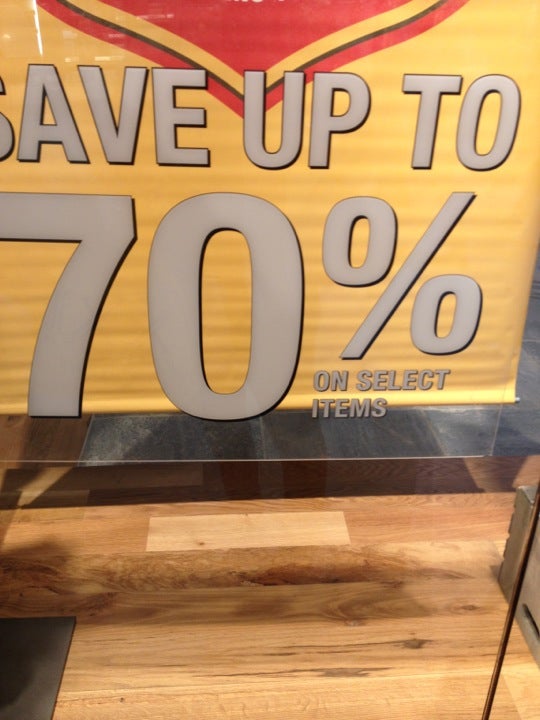 SAVE UP TO
70%
ON SELECT
ITEMS